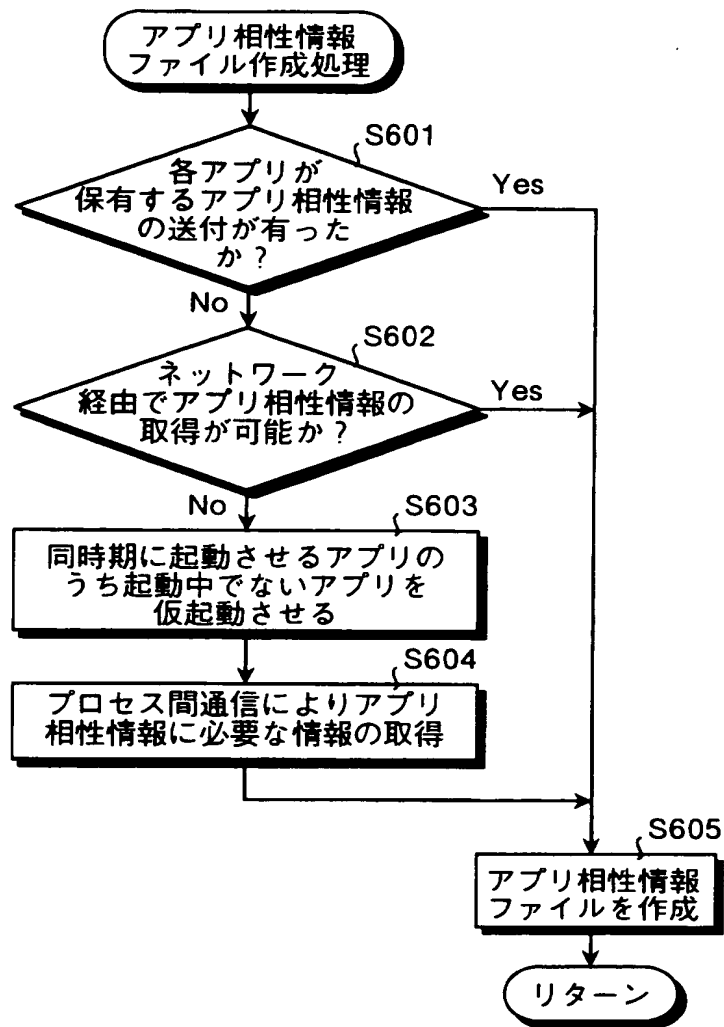 アプリ相性情報
ファイル作成処理
S601
各アプリが
保有するアプリ相性情報
の送付が有った
か？
Yes
No
S602
ネットワーク
経由でアプリ相性情報の
取得が可能か？
Yes
No
S603
同時期に起動させるアプリの
うち起動中でないアプリを
仮起動させる
S604
プロセス間通信によりアプリ
相性情報に必要な情報の取得
S605
アプリ相性情報
ファイルを作成
リターン